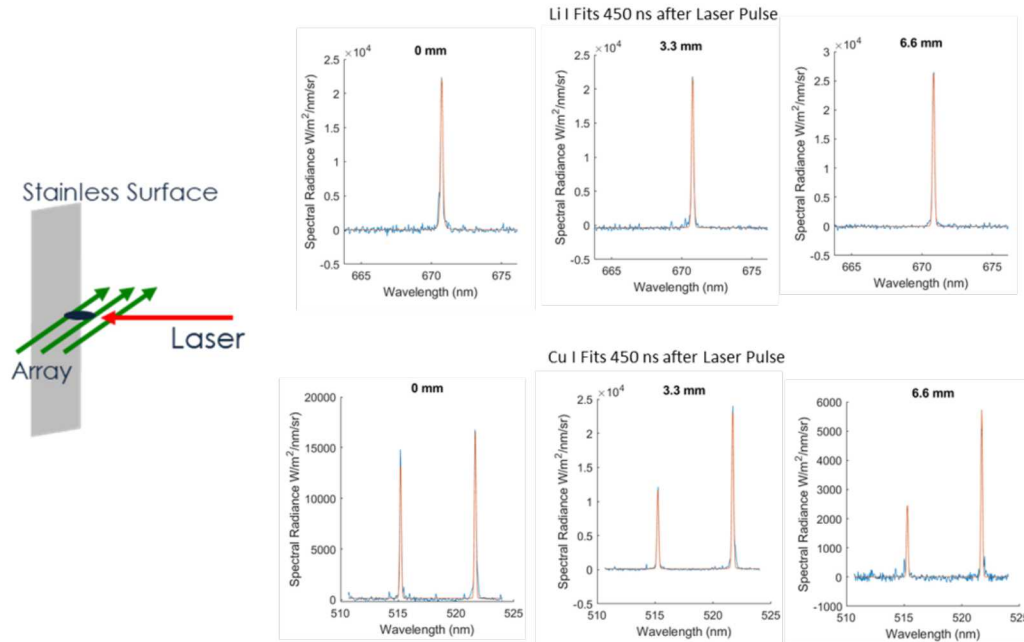 Li I Fits 450 ns after Laser Pulse
0 mm
×10⁴
2.5
2
1.5
1
0.5
0
-0.5
665
670
675
Spectral Radiance W/m²/nm/sr)
Wavelength (nm)
3.3 mm
×10⁴
2.5
2
1.5
1
0.5
0
-0.5
665
670
675
Spectral Radiance W/m²/nm/sr)
Wavelength (nm)
6.6 mm
×10⁴
3
2.5
2
1.5
1
0.5
0
-0.5
665
670
675
Spectral Radiance W/m²/nm/sr)
Wavelength (nm)
Stainless Surface
Laser
Array
Cu I Fits 450 ns after Laser Pulse
0 mm
20000
15000
10000
5000
0
510
515
520
525
Spectral Radiance W/m²/nm/sr)
Wavelength (nm)
3.3 mm
×10⁴
2.5
2
1.5
1
0.5
0
-0.5
510
515
520
525
Spectral Radiance W/m²/nm/sr)
Wavelength (nm)
6.6 mm
6000
5000
4000
3000
2000
1000
0
-1000
510
515
520
525
Spectral Radiance W/m²/nm/sr)
Wavelength (nm)